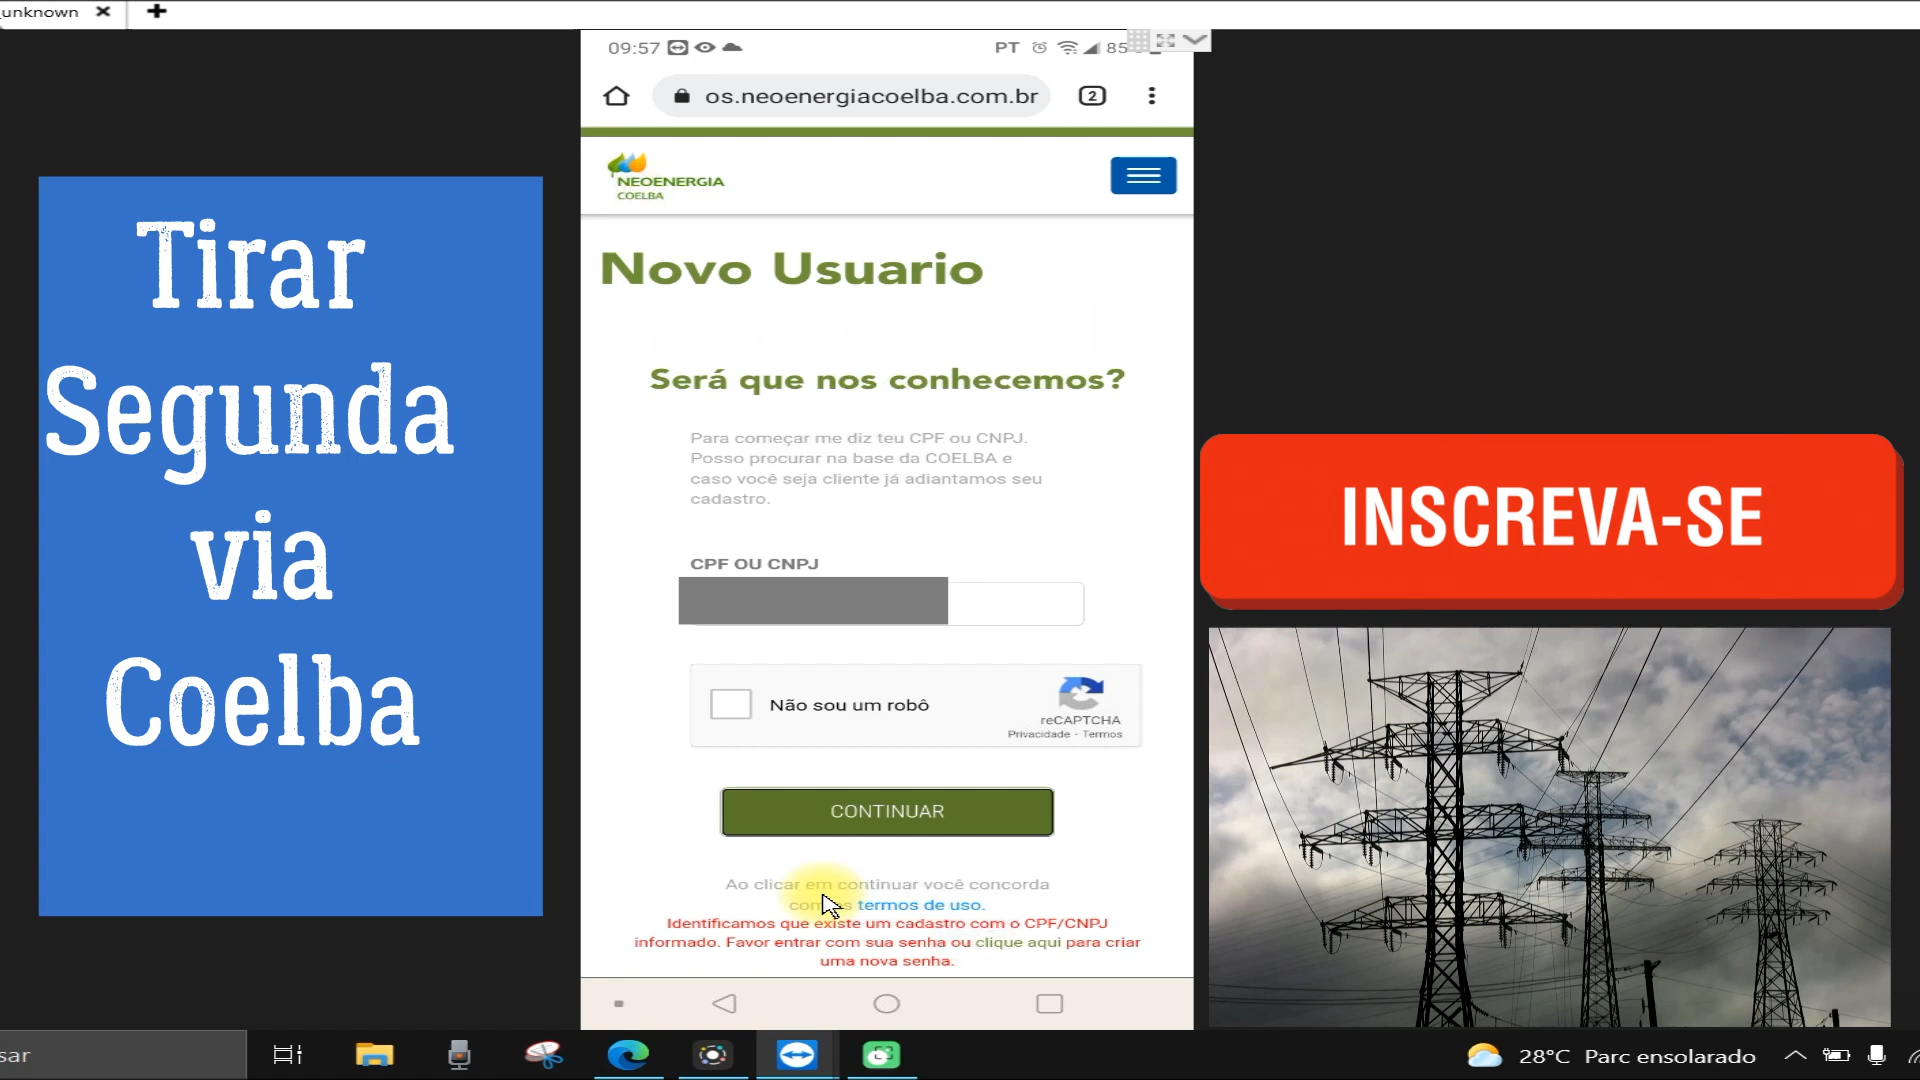 unknown
09:57
PT
85
os.neoenergiacoelba.com.br
2
NEOENERGIA
COELBA
Novo Usuario
Será que nos conhecemos?
Para começar me diz teu CPF ou CNPJ.
Posso procurar na base da COELBA e
caso você seja cliente já adiantamos seu
cadastro.
CPF OU CNPJ
Não sou um robô
reCAPTCHA
Privacidade - Termos
CONTINUAR
Ao clicar em continuar você concorda
termos de uso.
Identificamos que existe um cadastro com o CPF/CNPJ
informado. Favor entrar com sua senha ou clique aqui para criar
uma nova senha.
Tirar
Segunda
via
Coelba
INSCREVA-SE
sar
28°C Parc ensolarado